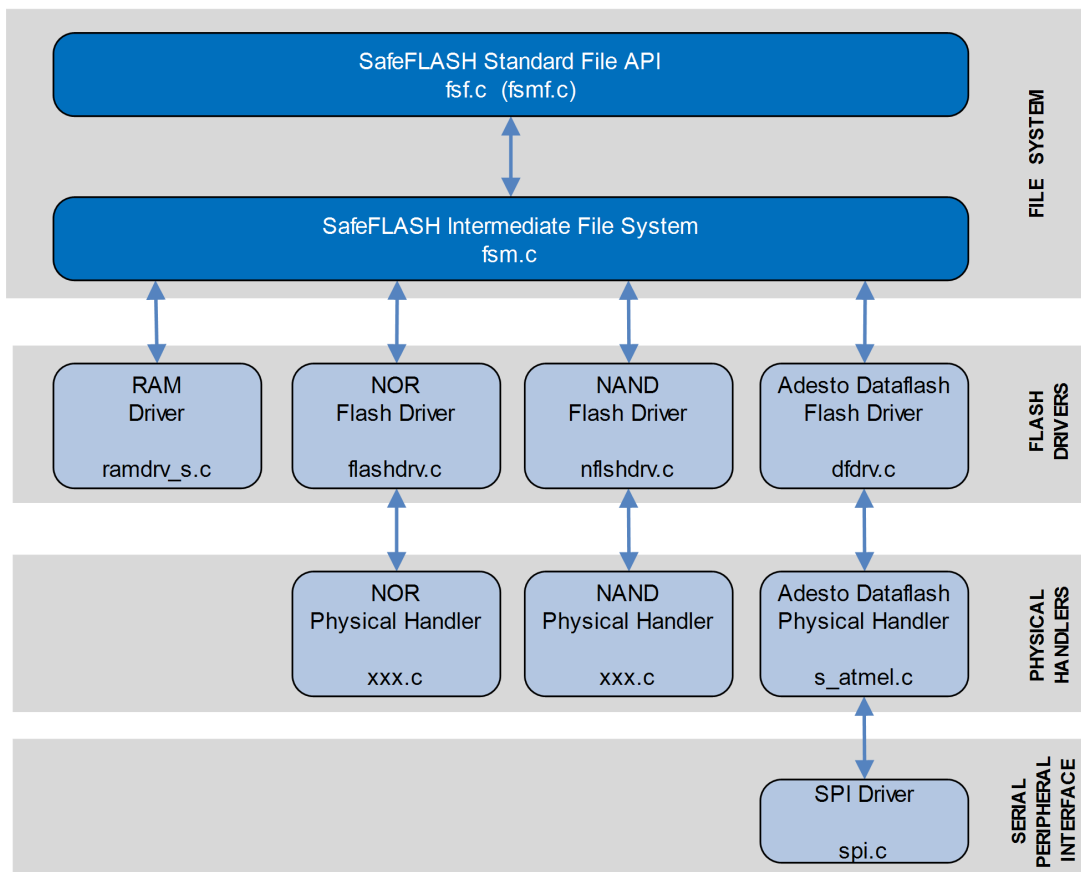 SafeFLASH Standard File API
fsf.c (fsmf.c)
FILE SYSTEM
SafeFLASH Intermediate File System
fsm.c
RAM
Driver
ramdrv_s.c
NOR
Flash Driver
flashdrv.c
NAND
Flash Driver
nflshdrv.c
Adesto Dataflash
Flash Driver
dfdrv.c
FLASH
DRIVERS
NOR
Physical Handler
xxx.c
NAND
Physical Handler
xxx.c
Adesto Dataflash
Physical Handler
s_atmel.c
PHYSICAL
HANDLERS
SPI Driver
spi.c
SERIAL
PERIPHERAL
INTERFACE